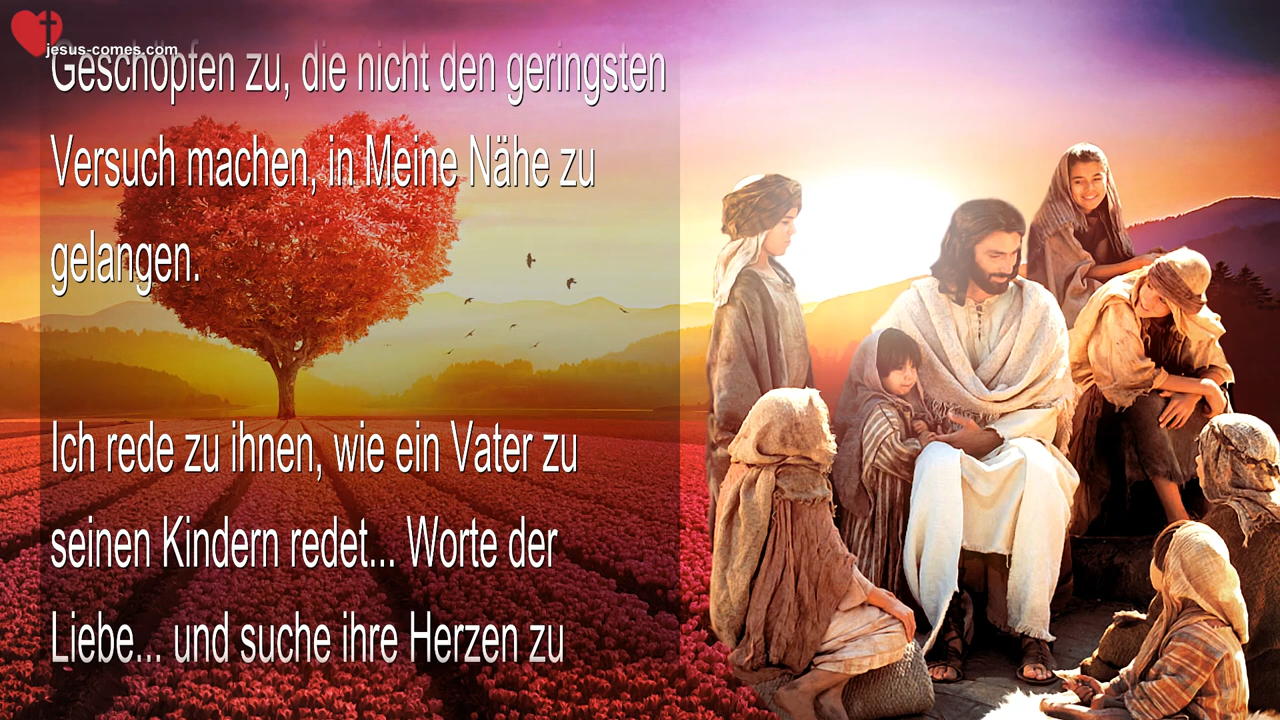 jesus-comes.com
Geschöpfen zu, die nicht den geringsten
Versuch machen, in Meine Nähe zu
gelangen.
Ich rede zu ihnen, wie ein Vater zu
seinen Kindern redet... Worte der
Liebe... und suche ihre Herzen zu